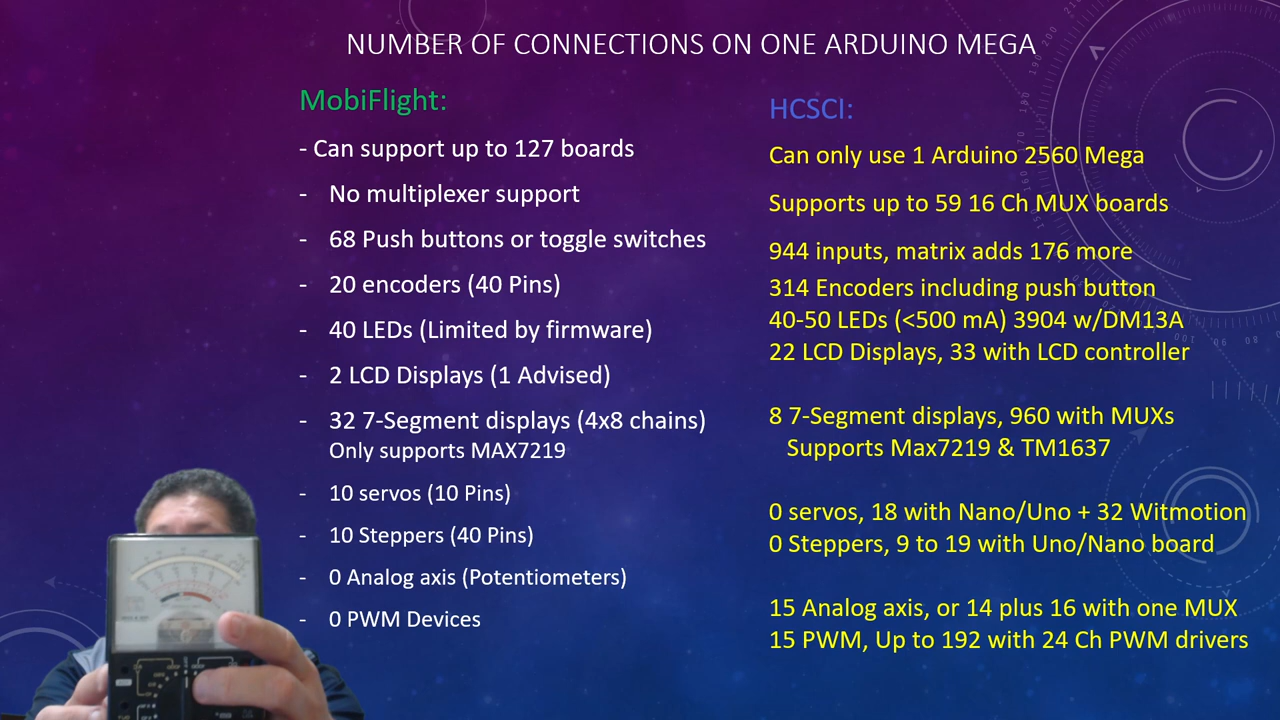 NUMBER OF CONNECTIONS ON ONE ARDUINO MEGA
MobiFlight:
- Can support up to 127 boards
- No multiplexer support
- 68 Push buttons or toggle switches
- 20 encoders (40 Pins)
- 40 LEDs (Limited by firmware)
- 2 LCD Displays (1 Advised)
- 32 7-Segment displays (4x8 chains)
Only supports MAX7219
- 10 servos (10 Pins)
- 10 Steppers (40 Pins)
- 0 Analog axis (Potentiometers)
- 0 PWM Devices
HCSCI:
Can only use 1 Arduino 2560 Mega
Supports up to 59 16 Ch MUX boards
944 inputs, matrix adds 176 more
314 Encoders including push button
40-50 LEDs (<500 mA) 3904 w/DM13A
22 LCD Displays, 33 with LCD controller
8 7-Segment displays, 960 with MUXs
Supports Max7219 & TM1637
0 servos, 18 with Nano/Uno + 32 Witmotion
0 Steppers, 9 to 19 with Uno/Nano board
15 Analog axis, or 14 plus 16 with one MUX
15 PWM, Up to 192 with 24 Ch PWM drivers